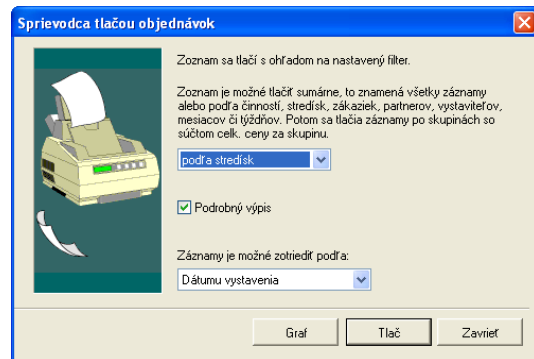 Sprievodca tlačou objednávok
Zoznam sa tlačí s ohľadom na nastavený filter.
Zoznam je možné tlačiť sumárne, to znamená všetky záznamy
alebo podľa činností, stredísk, zákaziek, partnerov, vystaviteľov,
mesiacov či týždňov. Potom sa tlačia záznamy po skupinách so
súčtom celk. ceny za skupinu.
podľa stredísk
Podrobný výpis
Záznamy je možné zotriediť podľa:
Dátumu vystavenia
Graf
Tlač
Zavrieť